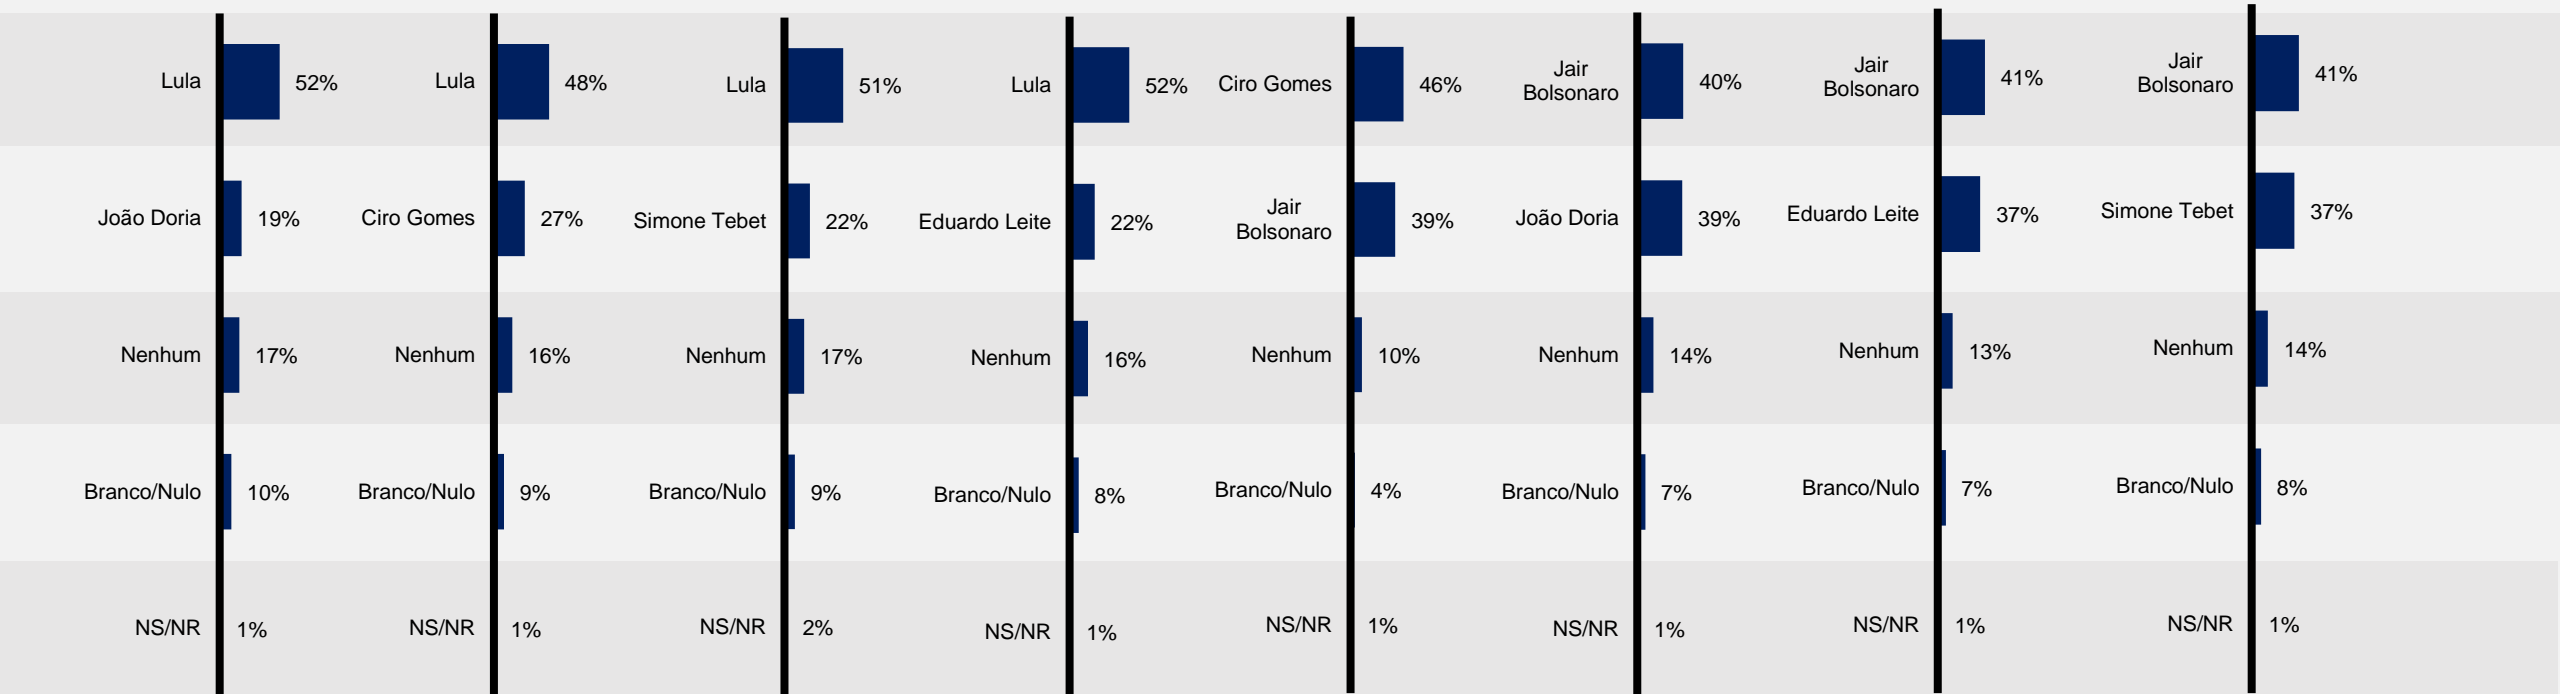 Lula 52%
João Doria 19%
Nenhum 17%
Branco/Nulo 10%
NS/NR 1%
Lula 48%
Ciro Gomes 27%
Nenhum 16%
Branco/Nulo 9%
NS/NR 1%
Lula 51%
Simone Tebet 22%
Nenhum 17%
Branco/Nulo 9%
NS/NR 2%
Lula 52%
Eduardo Leite 22%
Nenhum 16%
Branco/Nulo 8%
NS/NR 1%
Ciro Gomes 46%
Jair
Bolsonaro 39%
Nenhum 10%
Branco/Nulo 4%
NS/NR 1%
Jair
Bolsonaro 40%
João Doria 39%
Nenhum 14%
Branco/Nulo 7%
NS/NR 1%
Jair
Bolsonaro 41%
Eduardo Leite 37%
Nenhum 13%
Branco/Nulo 7%
NS/NR 1%
Jair
Bolsonaro 41%
Simone Tebet 37%
Nenhum 14%
Branco/Nulo 8%
NS/NR 1%